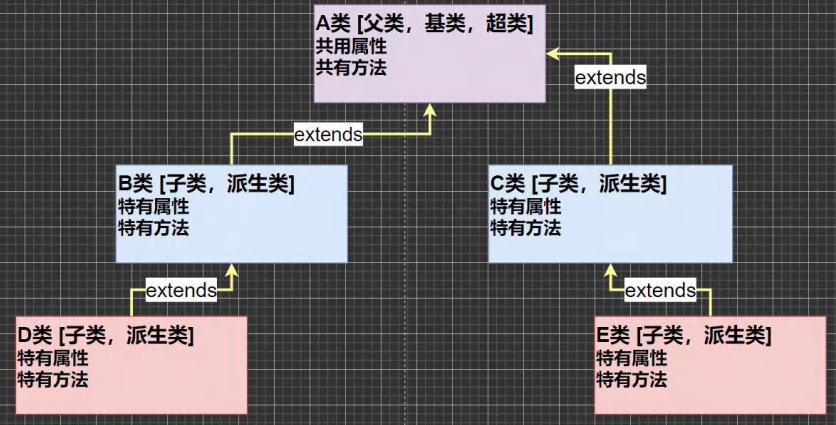 A类 [父类，基类，超类]
共用属性
共有方法
extends
extends
B类 [子类，派生类]
特有属性
特有方法
C类 [子类，派生类]
特有属性
特有方法
extends
extends
D类 [子类，派生类]
特有属性
特有方法
E类 [子类，派生类]
特有属性
特有方法